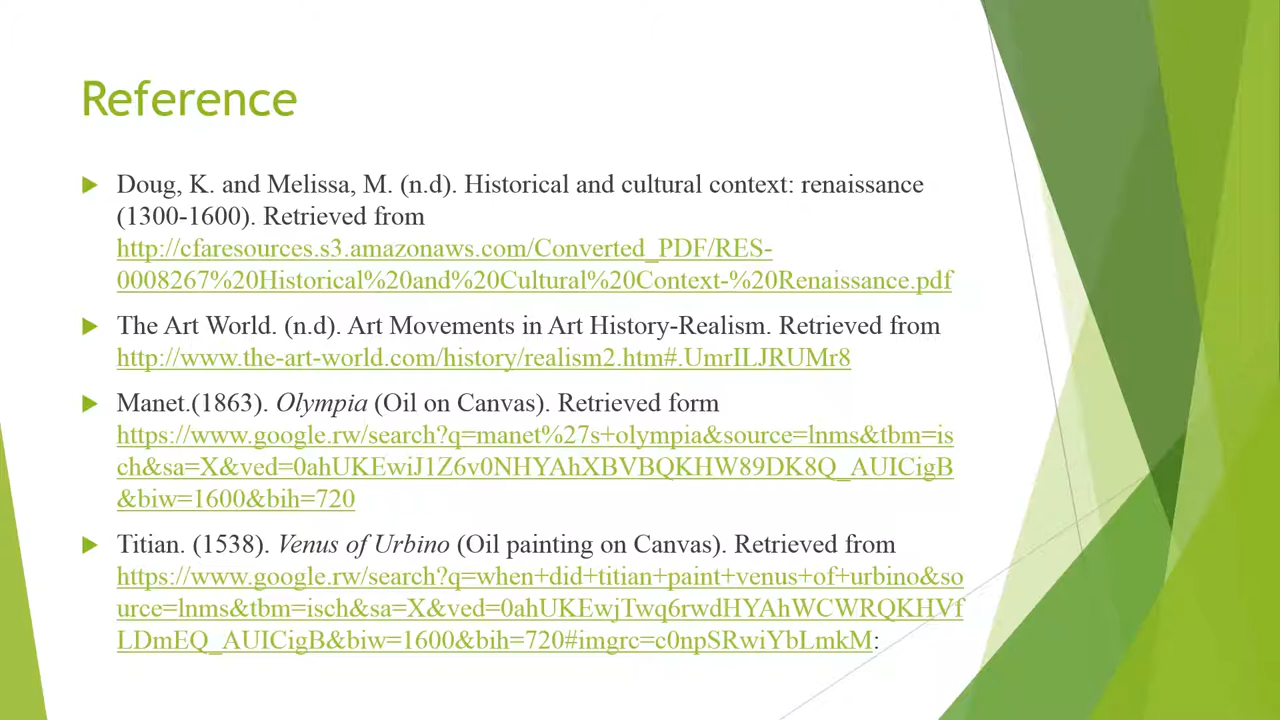 Reference
Doug, K. and Melissa, M. (n.d). Historical and cultural context: renaissance
(1300-1600). Retrieved from
http://cfaresources.s3.amazonaws.com/Converted_PDF/RES-
0008267%20Historical%20and%20Cultural%20Context-%20Renaissance.pdf
The Art World. (n.d). Art Movements in Art History-Realism. Retrieved from
http://www.the-art-world.com/history/realism2.htm#.UmrILJRUMr8
Manet.(1863). Olympia (Oil on Canvas). Retrieved form
https://www.google.rw/search?q=manet%27s+olympia&source=lnms&tbm=is
ch&sa=X&ved=0ahUKEwiJ1Z6v0NHYAhXBVBQKHW89DK8Q_AUICigB
&biw=1600&bih=720
Titian. (1538). Venus of Urbino (Oil painting on Canvas). Retrieved from
https://www.google.rw/search?q=when+did+titian+paint+venus+of+urbino&so
urce=lnms&tbm=isch&sa=X&ved=0ahUKEwjTwq6rwdHYAhWCWRQKHVf
LDmEQ_AUICigB&biw=1600&bih=720#imgrc=c0npSRwiYbLmkM: